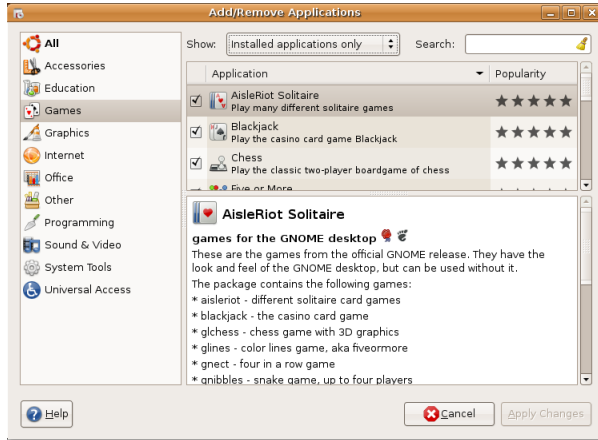 Add/Remove Applications
All
Accessories
Education
Games
Graphics
Internet
Office
Other
Programming
Sound & Video
System Tools
Universal Access
Show: Installed applications only Search:
Application Popularity
AisleRiot Solitaire
Play many different solitaire games
Blackjack
Play the casino card game Blackjack
Chess
Play the classic two-player boardgame of chess
Five or More
AisleRiot Solitaire
games for the GNOME desktop
These are the games from the official GNOME release. They have the
look and feel of the GNOME desktop, but can be used without it.
The package contains the following games:
* aisleriot - different solitaire card games
* blackjack - the casino card game
* glchess - chess game with 3D graphics
* glines - color lines game, aka fiveormore
* gnect - four in a row game
* gnibbles - snake game, up to four players
Help Cancel Apply Changes